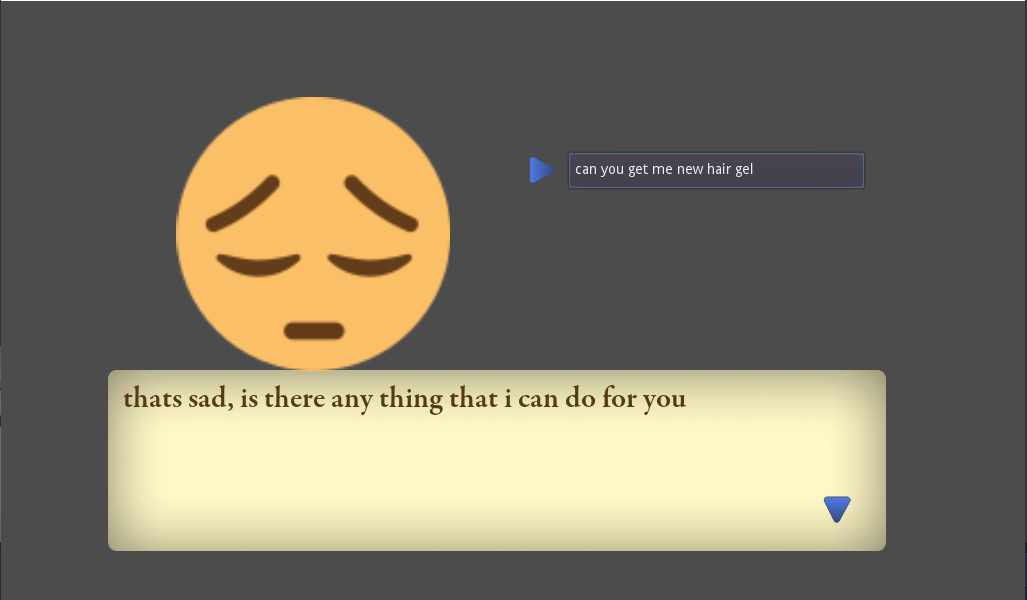 can you get me new hair gel
thats sad, is there any thing that i can do for you